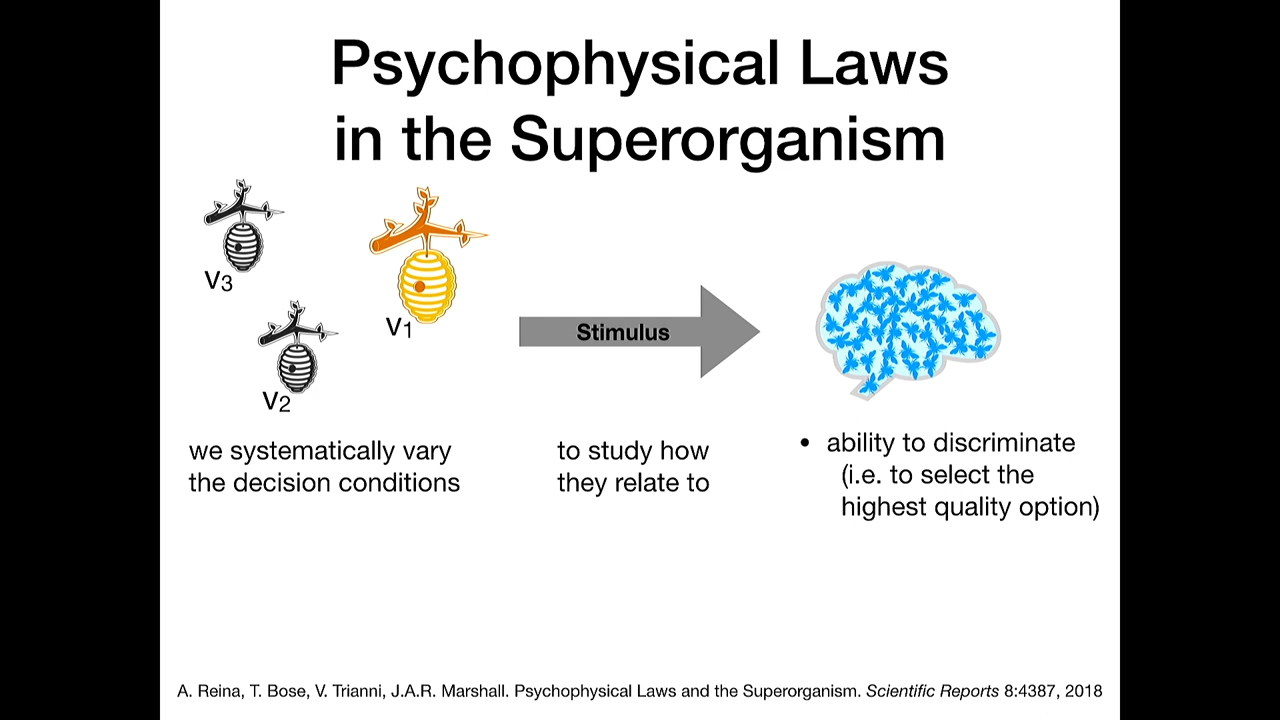 Psychophysical Laws
in the Superorganism
V3
V1
V2
Stimulus
we systematically vary
the decision conditions
to study how
they relate to
• ability to discriminate
(i.e. to select the
highest quality option)
A. Reina, T. Bose, V. Trianni, J.A.R. Marshall. Psychophysical Laws and the Superorganism. Scientific Reports 8:4387, 2018